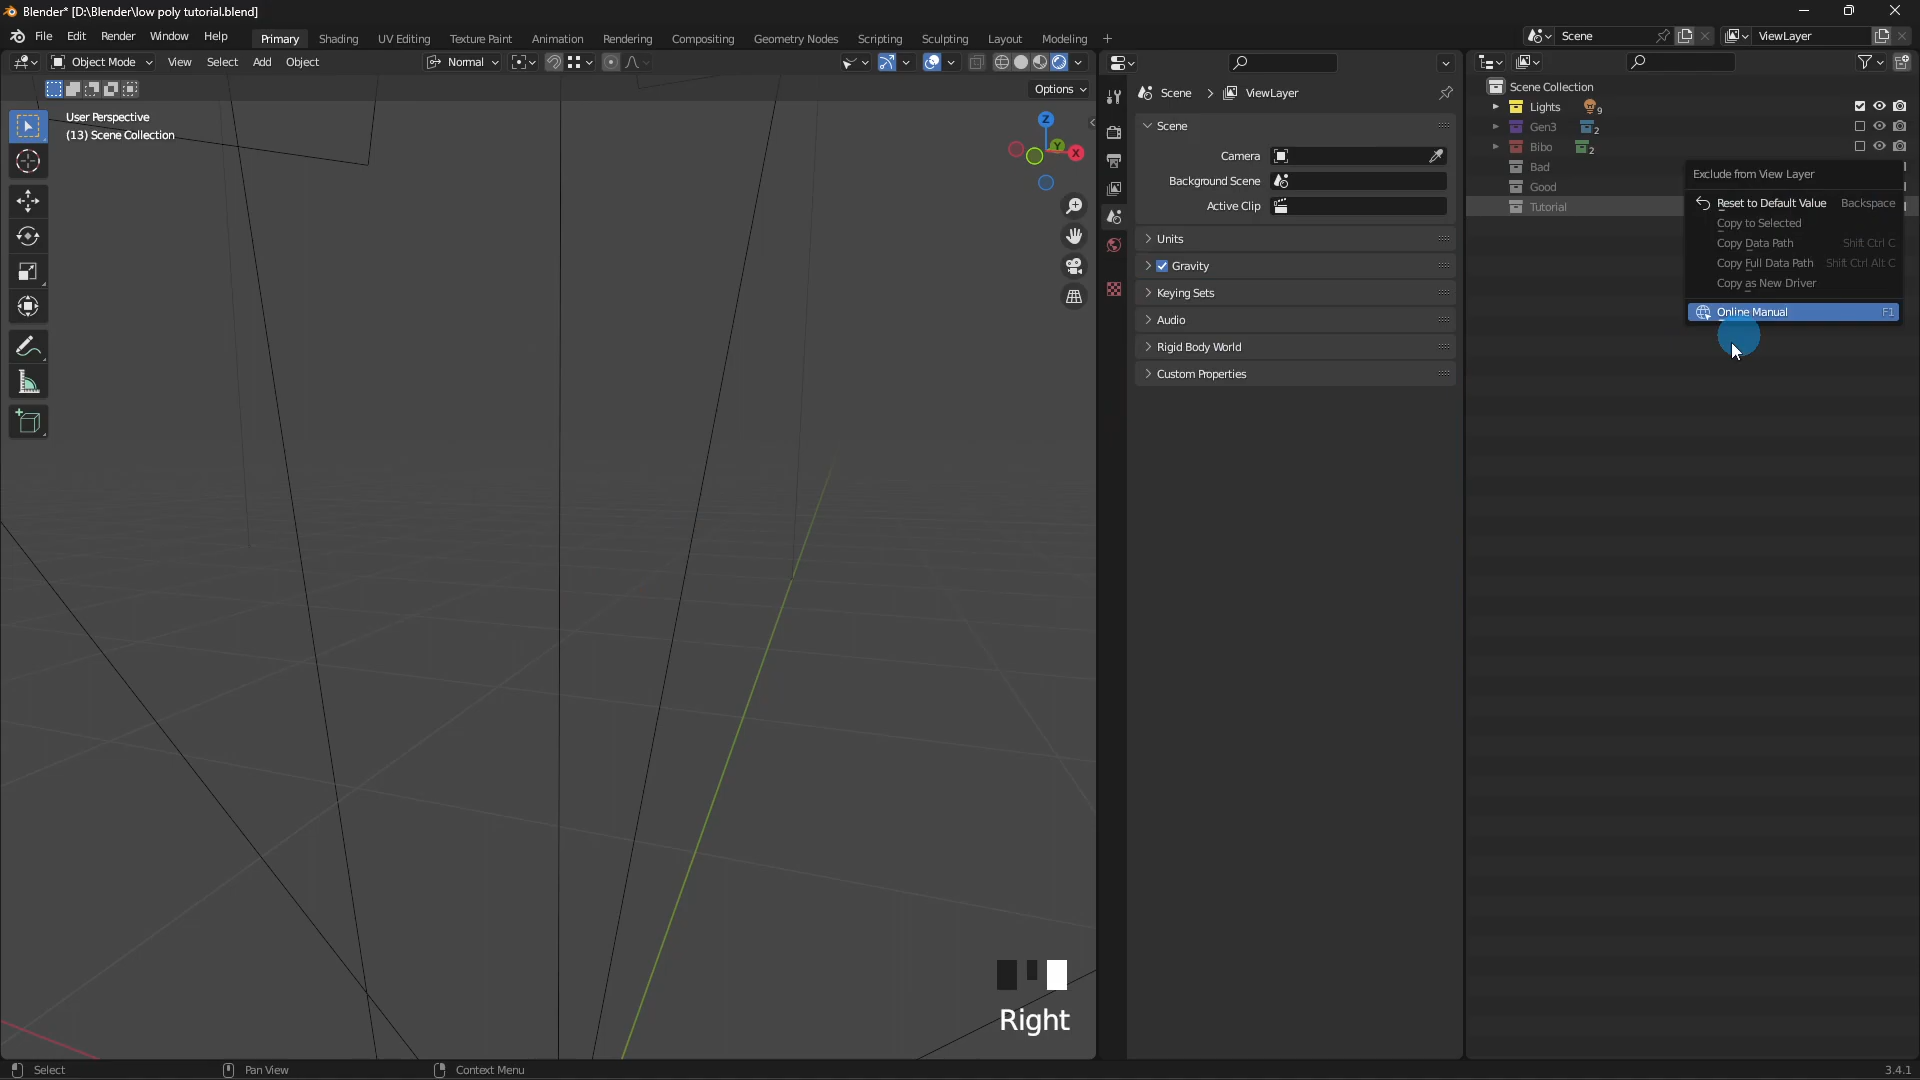 Blender* [D:\Blender\low poly tutorial.blend]
File Edit Render Window Help Primary Shading UV Editing Texture Paint Animation Rendering Compositing Geometry Nodes Scripting Sculpting Layout Modeling + Scene ViewLayer
Object Mode View Select Add Object Normal
Options
User Perspective
(13) Scene Collection
Z
Y
X
Scene > ViewLayer
Scene
Camera
Background Scene
Active Clip
Units
Gravity
Keying Sets
Audio
Rigid Body World
Custom Properties
Scene Collection
Lights 9
Gen3 2
Bibo 2
Bad
Good
Tutorial
Exclude from View Layer
Reset to Default Value Backspace
Copy to Selected
Copy Data Path Shift Ctrl C
Copy Full Data Path Shift Ctrl Alt C
Copy as New Driver
Online Manual F1
Right
Select Pan View Context Menu 3.4.1